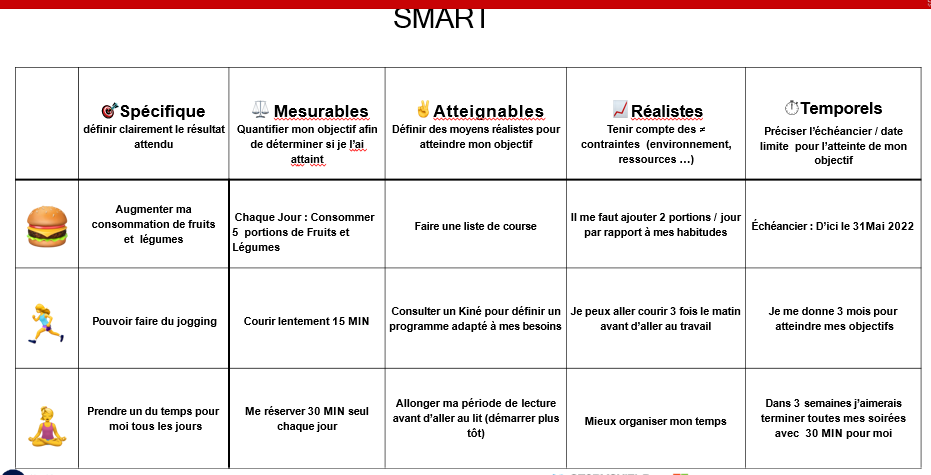 SMART
Spécifique
définir clairement le résultat
attendu
Mesurables
Quantifier mon objectif afin
de déterminer si je l'ai
attaint
Atteignables
Définir des moyens réalistes pour
atteindre mon objectif
Réalistes
Tenir compte des ≠
contraintes (environnement,
ressources …)
Temporels
Préciser l'échéancier / date
limite pour l'atteinte de mon
objectif
Augmenter ma
consommation de fruits
et légumes
Chaque Jour : Consommer
5 portions de Fruits et
Légumes
Faire une liste de course
Il me faut ajouter 2 portions / jour
par rapport à mes habitudes
Échéancier : D'ici le 31Mai 2022
Pouvoir faire du jogging
Courir lentement 15 MIN
Consulter un Kiné pour définir un
programme adapté à mes besoins
Je peux aller courir 3 fois le matin
avant d'aller au travail
Je me donne 3 mois pour
atteindre mes objectifs
Prendre un du temps pour
moi tous les jours
Me réserver 30 MIN seul
chaque jour
Allonger ma période de lecture
avant d'aller au lit (démarrer plus
tôt)
Mieux organiser mon temps
Dans 3 semaines j'aimerais
terminer toutes mes soirées
avec 30 MIN pour moi